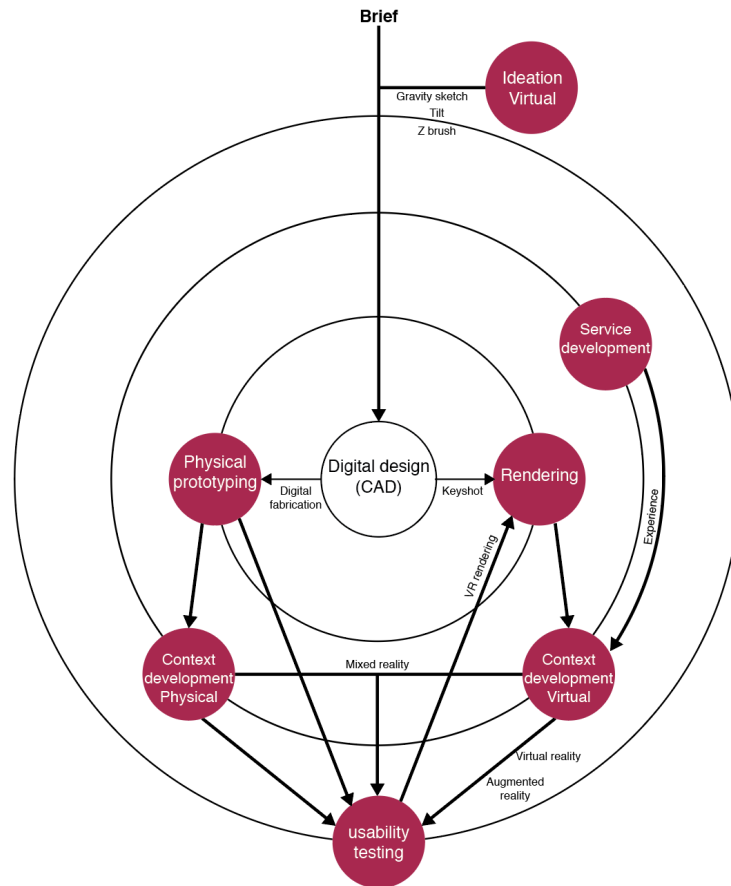 Brief
Ideation
Virtual
Gravity sketch
Tilt
Z brush
Service
development
Physical
prototyping
Digital
fabrication
Digital design
(CAD)
Keyshot
Rendering
Experience
VR rendering
Context
development
Physical
Mixed reality
Context
development
Virtual
Virtual reality
Augmented
reality
usability
testing